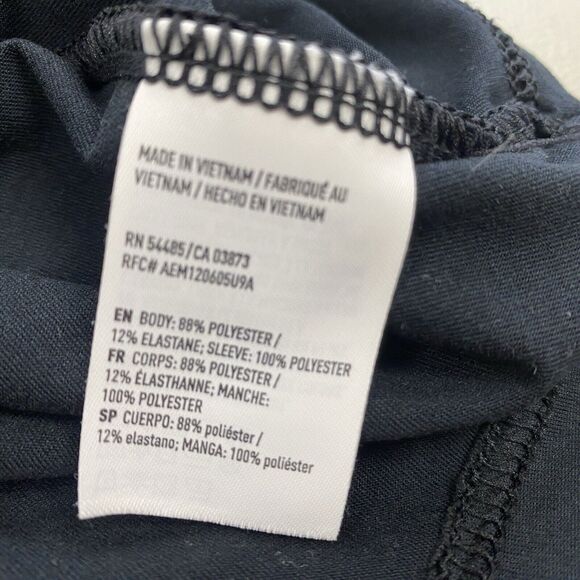 MADE IN VIETNAM / FABRIQUÉ AU
VIETNAM / HECHO EN VIETNAM
RN 54485/CA 03873
RFC# AEM120605U9A
EN BODY: 88% POLYESTER /
12% ELASTANE; SLEEVE: 100% POLYESTER
FR CORPS: 88% POLYESTER /
12% ÉLASTHANNE; MANCHE:
100% POLYESTER
SP CUERPO: 88% poliéster /
12% elastano; MANGA: 100% poliéster